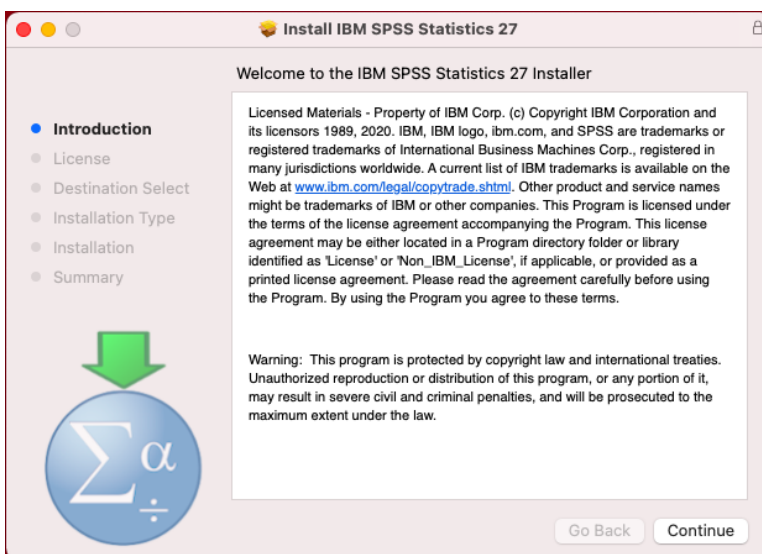 Install IBM SPSS Statistics 27
Welcome to the IBM SPSS Statistics 27 Installer
Introduction
License
Destination Select
Installation Type
Installation
Summary
Licensed Materials - Property of IBM Corp. (c) Copyright IBM Corporation and
its licensors 1989, 2020. IBM, IBM logo, ibm.com, and SPSS are trademarks or
registered trademarks of International Business Machines Corp., registered in
many jurisdictions worldwide. A current list of IBM trademarks is available on the
Web at www.ibm.com/legal/copytrade.shtml. Other product and service names
might be trademarks of IBM or other companies. This Program is licensed under
the terms of the license agreement accompanying the Program. This license
agreement may be either located in a Program directory folder or library
identified as 'License' or 'Non_IBM_License', if applicable, or provided as a
printed license agreement. Please read the agreement carefully before using
the Program. By using the Program you agree to these terms.
Warning:  This program is protected by copyright law and international treaties.
Unauthorized reproduction or distribution of this program, or any portion of it,
may result in severe civil and criminal penalties, and will be prosecuted to the
maximum extent under the law.
Σ α
÷
Go Back Continue